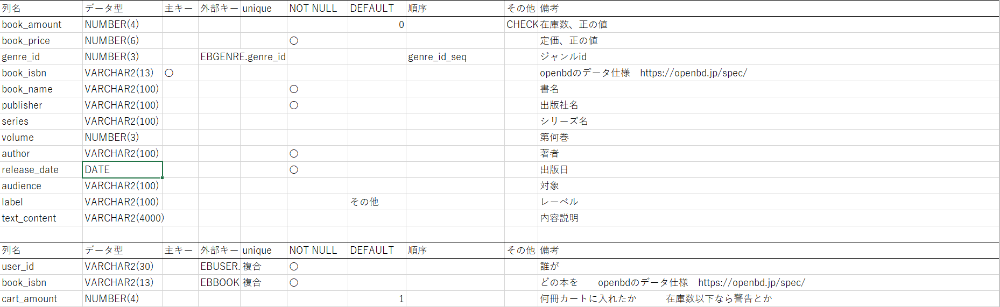 列名 データ型 主キー 外部キー unique NOT NULL DEFAULT 順序 その他 備考
book_amount NUMBER(4) 0 CHECK 在庫数、正の値
book_price NUMBER(6) ○ 定価、正の値
genre_id NUMBER(3) EBGENRE.genre_id genre_id_seq ジャンルid
book_isbn VARCHAR2(13) ○ openbdのデータ仕様 https://openbd.jp/spec/
book_name VARCHAR2(100) ○ 書名
publisher VARCHAR2(100) ○ 出版社名
series VARCHAR2(100) シリーズ名
volume NUMBER(3) 第何巻
author VARCHAR2(100) ○ 著者
release_date DATE ○ 出版日
audience VARCHAR2(100) 対象
label VARCHAR2(100) その他 レーベル
text_content VARCHAR2(4000) 内容説明
列名 データ型 主キー 外部キー unique NOT NULL DEFAULT 順序 その他 備考
user_id VARCHAR2(30) EBUSER. 複合 ○ 誰が
book_isbn VARCHAR2(13) EBBOOK 複合 ○ どの本を openbdのデータ仕様 https://openbd.jp/spec/
cart_amount NUMBER(4) 1 何冊カートに入れたか 在庫数以下なら警告とか